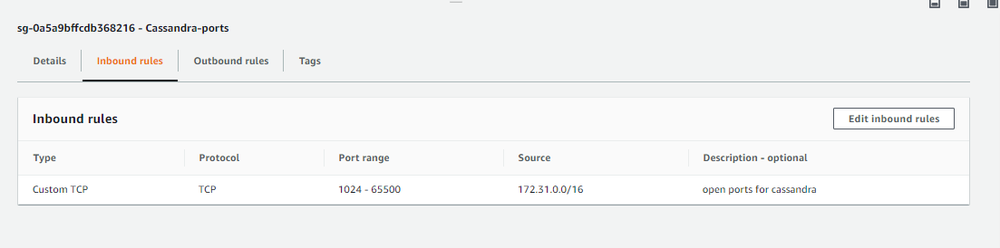 sg-0a5a9bffcdb368216 - Cassandra-ports
Details Inbound rules Outbound rules Tags
Inbound rules Edit inbound rules
Type Protocol Port range Source Description - optional
Custom TCP TCP 1024 - 65500 172.31.0.0/16 open ports for cassandra